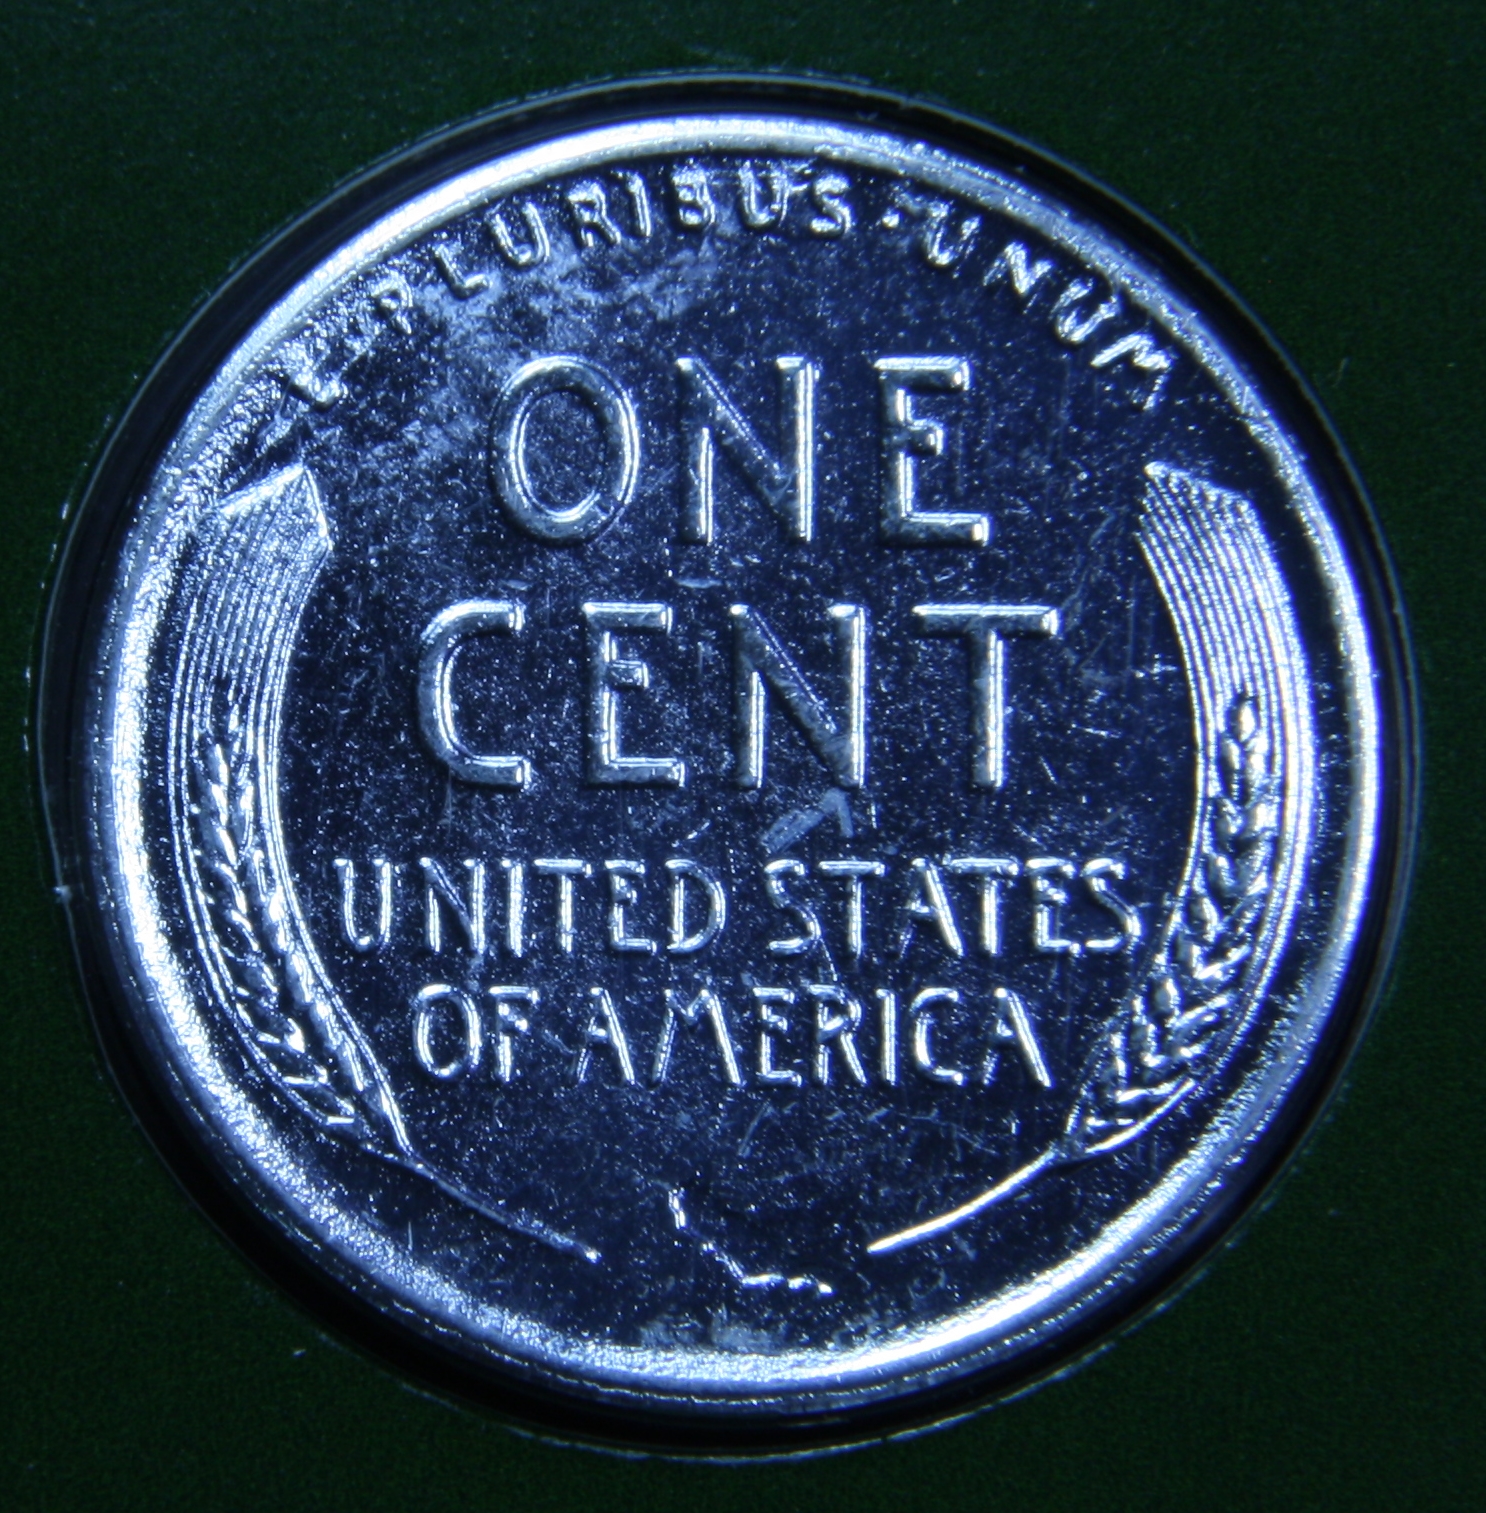 E·PLURIBUS·UNUM
ONE
CENT
UNITED STATES
OF AMERICA